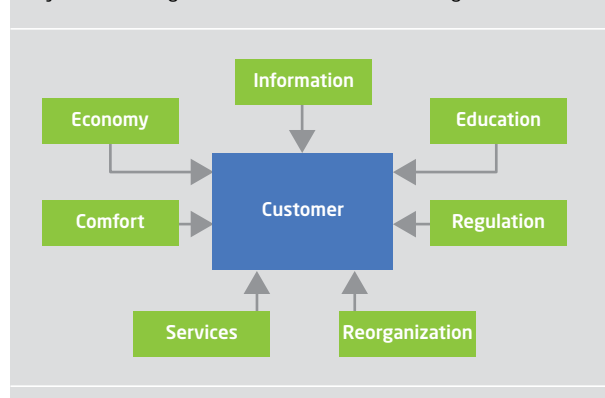 Information
Economy
Education
Customer
Comfort
Regulation
Services
Reorganization